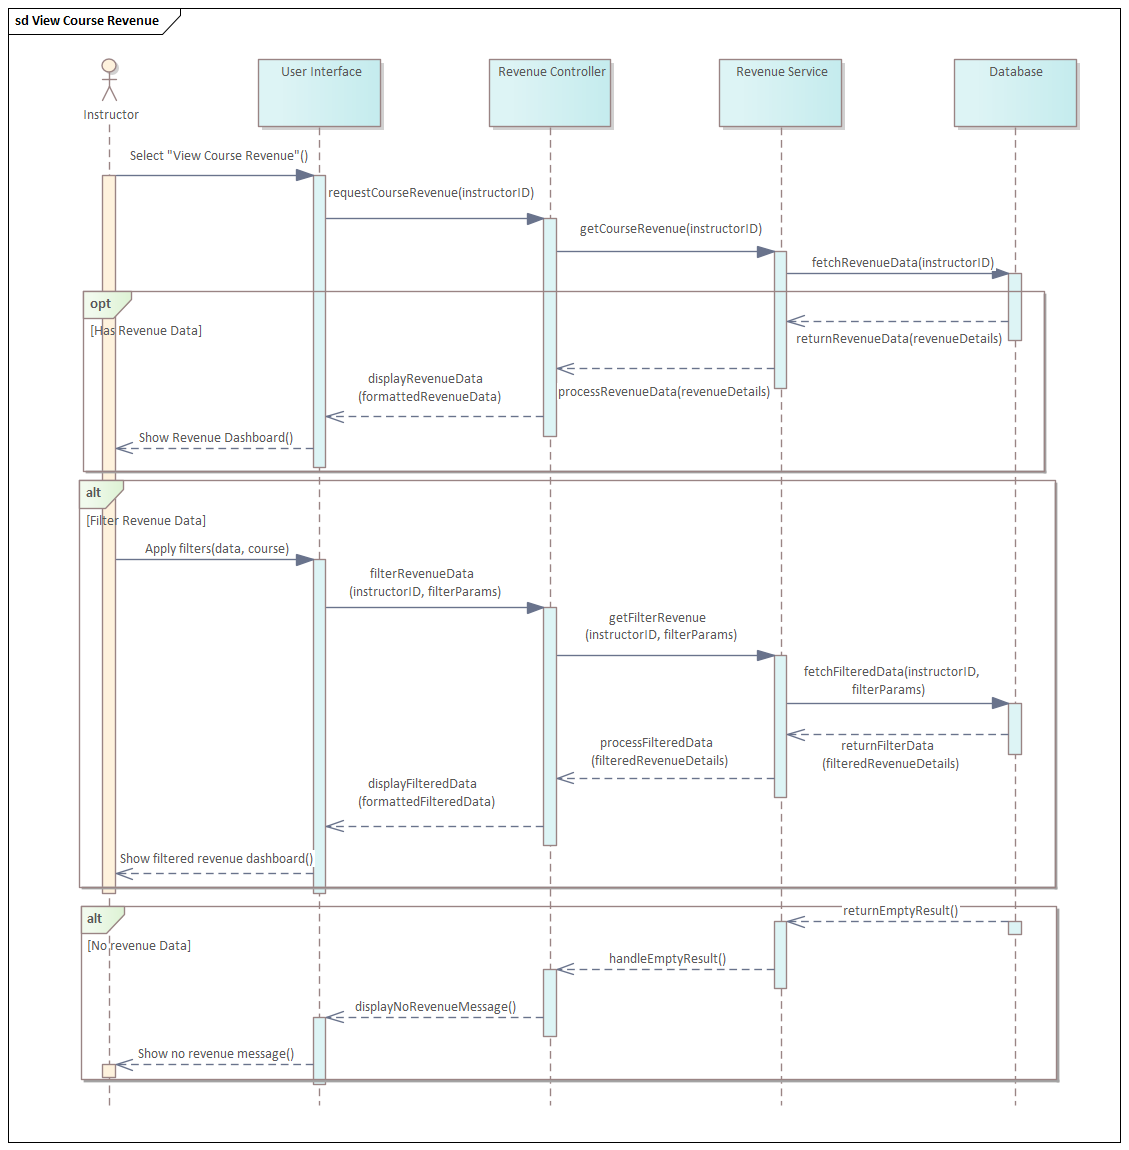 sd View Course Revenue
Instructor
User Interface
Revenue Controller
Revenue Service
Database
Select "View Course Revenue"()
requestCourseRevenue(instructorID)
getCourseRevenue(instructorID)
fetchRevenueData(instructorID)
opt
[Has Revenue Data]
returnRevenueData(revenueDetails)
processRevenueData(revenueDetails)
displayRevenueData
(formattedRevenueData)
Show Revenue Dashboard()
alt
[Filter Revenue Data]
Apply filters(data, course)
filterRevenueData
(instructorID, filterParams)
getFilterRevenue
(instructorID, filterParams)
fetchFilteredData(instructorID,
filterParams)
returnFilterData
(filteredRevenueDetails)
processFilteredData
(filteredRevenueDetails)
displayFilteredData
(formattedFilteredData)
Show filtered revenue dashboard()
alt
[No revenue Data]
returnEmptyResult()
handleEmptyResult()
displayNoRevenueMessage()
Show no revenue message()